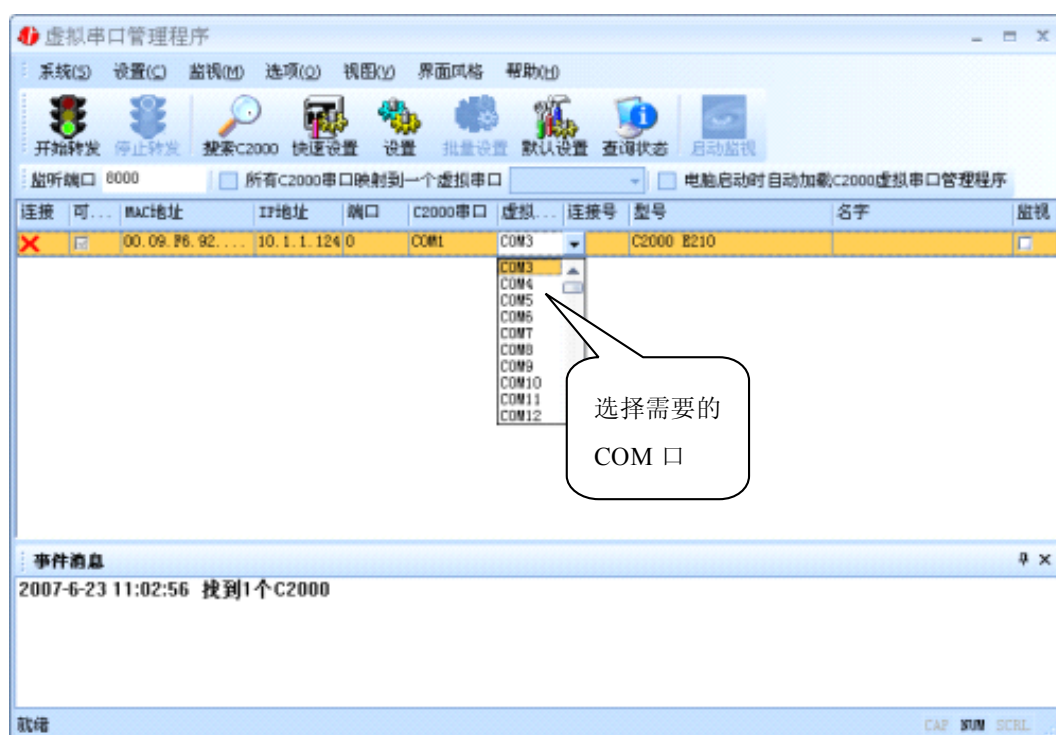 虚拟串口管理程序
系统(S) 设置(C) 监视(M) 选项(O) 视图(V) 界面风格 帮助(H)
开始转发 停止转发 搜索C2000 快速设置 设置 批量设置 默认设置 查询状态 启动监视
监听端口 8000 所有C2000串口映射到一个虚拟串口 电脑启动时自动加载C2000虚拟串口管理程序
连接 可... MAC地址 IP地址 端口 C2000串口 虚拟... 连接号 型号 名字 监视
00.09.F6.92.... 10.1.1.124 0 COM1 COM3 C2000 E210
COM3
COM4
COM5
COM6
COM7
COM8
COM9
COM10
COM11
COM12
选择需要的
COM 口
事件消息
2007-6-23 11:02:56 找到1个C2000
就绪 CAP NUM SCRL